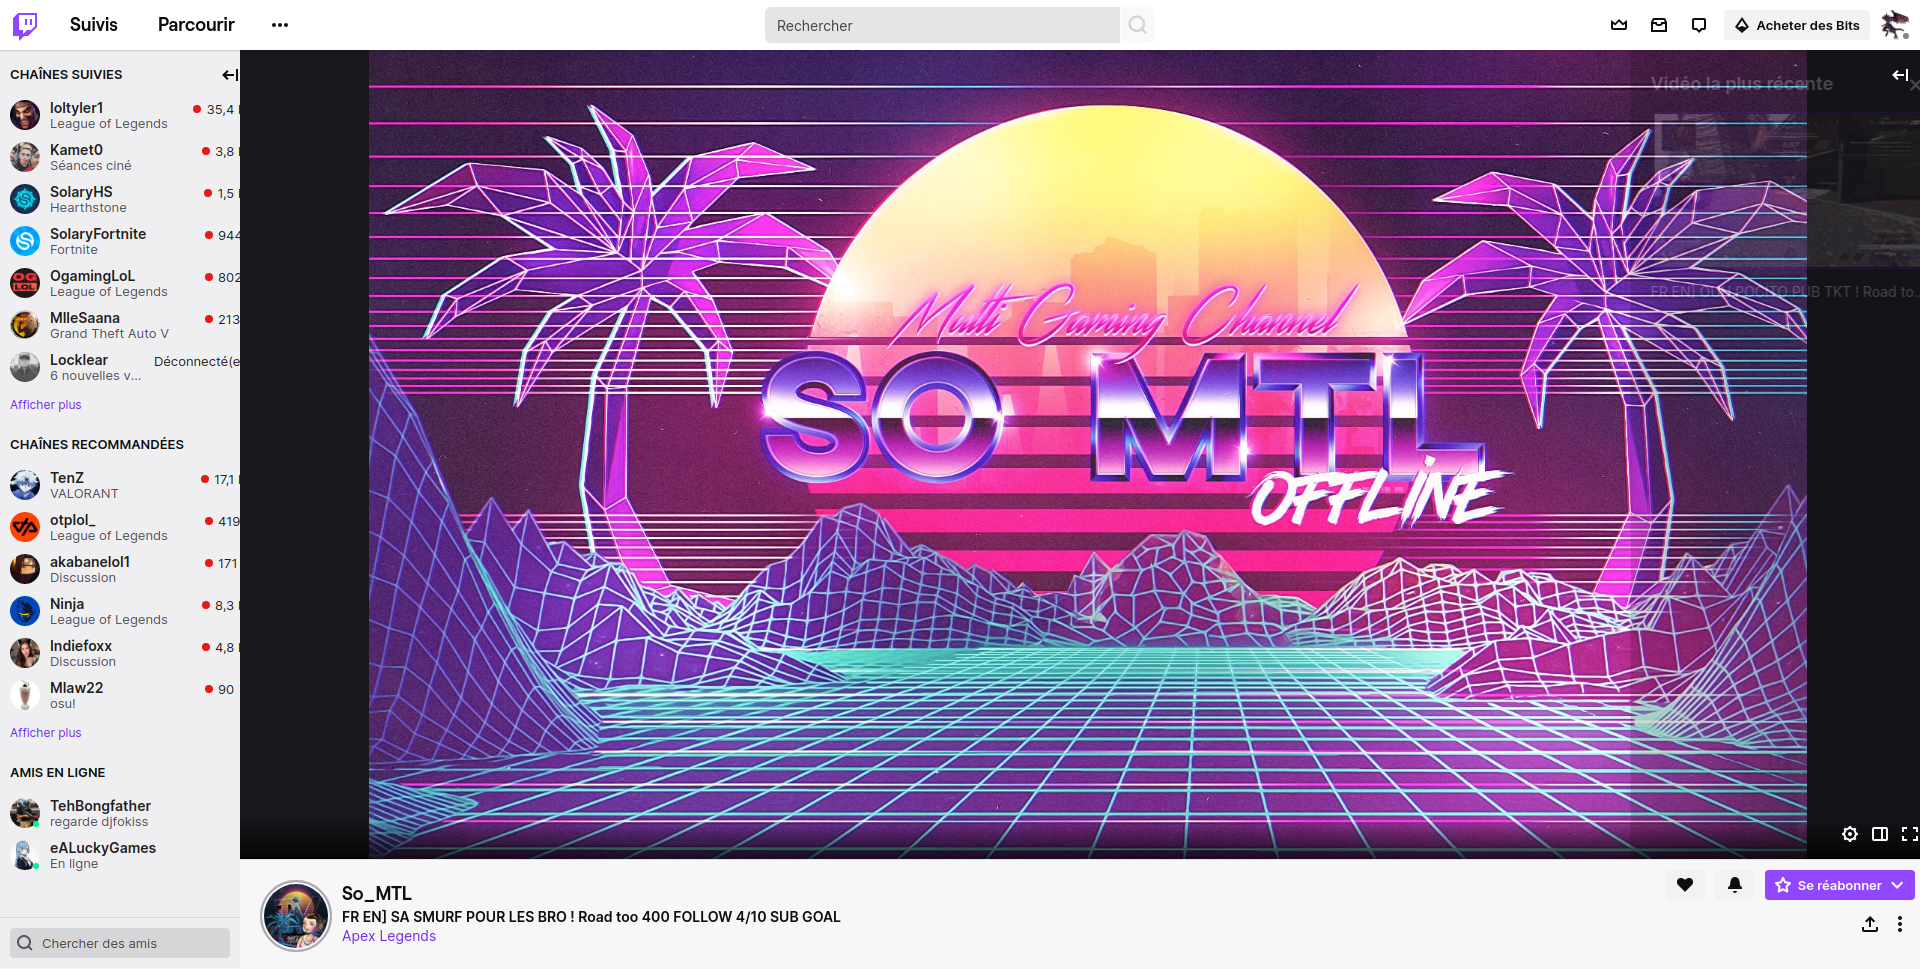 Suivis
Parcourir
Rechercher
Acheter des Bits
CHAÎNES SUIVIES
loltyler1
35,4
League of Legends
Kamet0
3,8
Séances ciné
SolaryHS
1,5
Hearthstone
SolaryFortnite
944
Fortnite
OgamingLoL
802
League of Legends
MlleSaana
213
Grand Theft Auto V
Locklear
Déconnecté(e
6 nouvelles v...
Afficher plus
CHAÎNES RECOMMANDÉES
TenZ
17,1
VALORANT
otplol_
419
League of Legends
akabanelol1
171
Discussion
Ninja
8,3
League of Legends
Indiefoxx
4,8
Discussion
Mlaw22
90
osu!
Afficher plus
AMIS EN LIGNE
TehBongfather
regarde djfokiss
eALuckyGames
En ligne
Chercher des amis
Vidéo la plus récente
FR EN] OUH POCITO PUB TKT ! Road to...
Multi Gaming Channel
SO MTL
OFFLINE
So_MTL
FR EN] SA SMURF POUR LES BRO ! Road too 400 FOLLOW 4/10 SUB GOAL
Apex Legends
Se réabonner